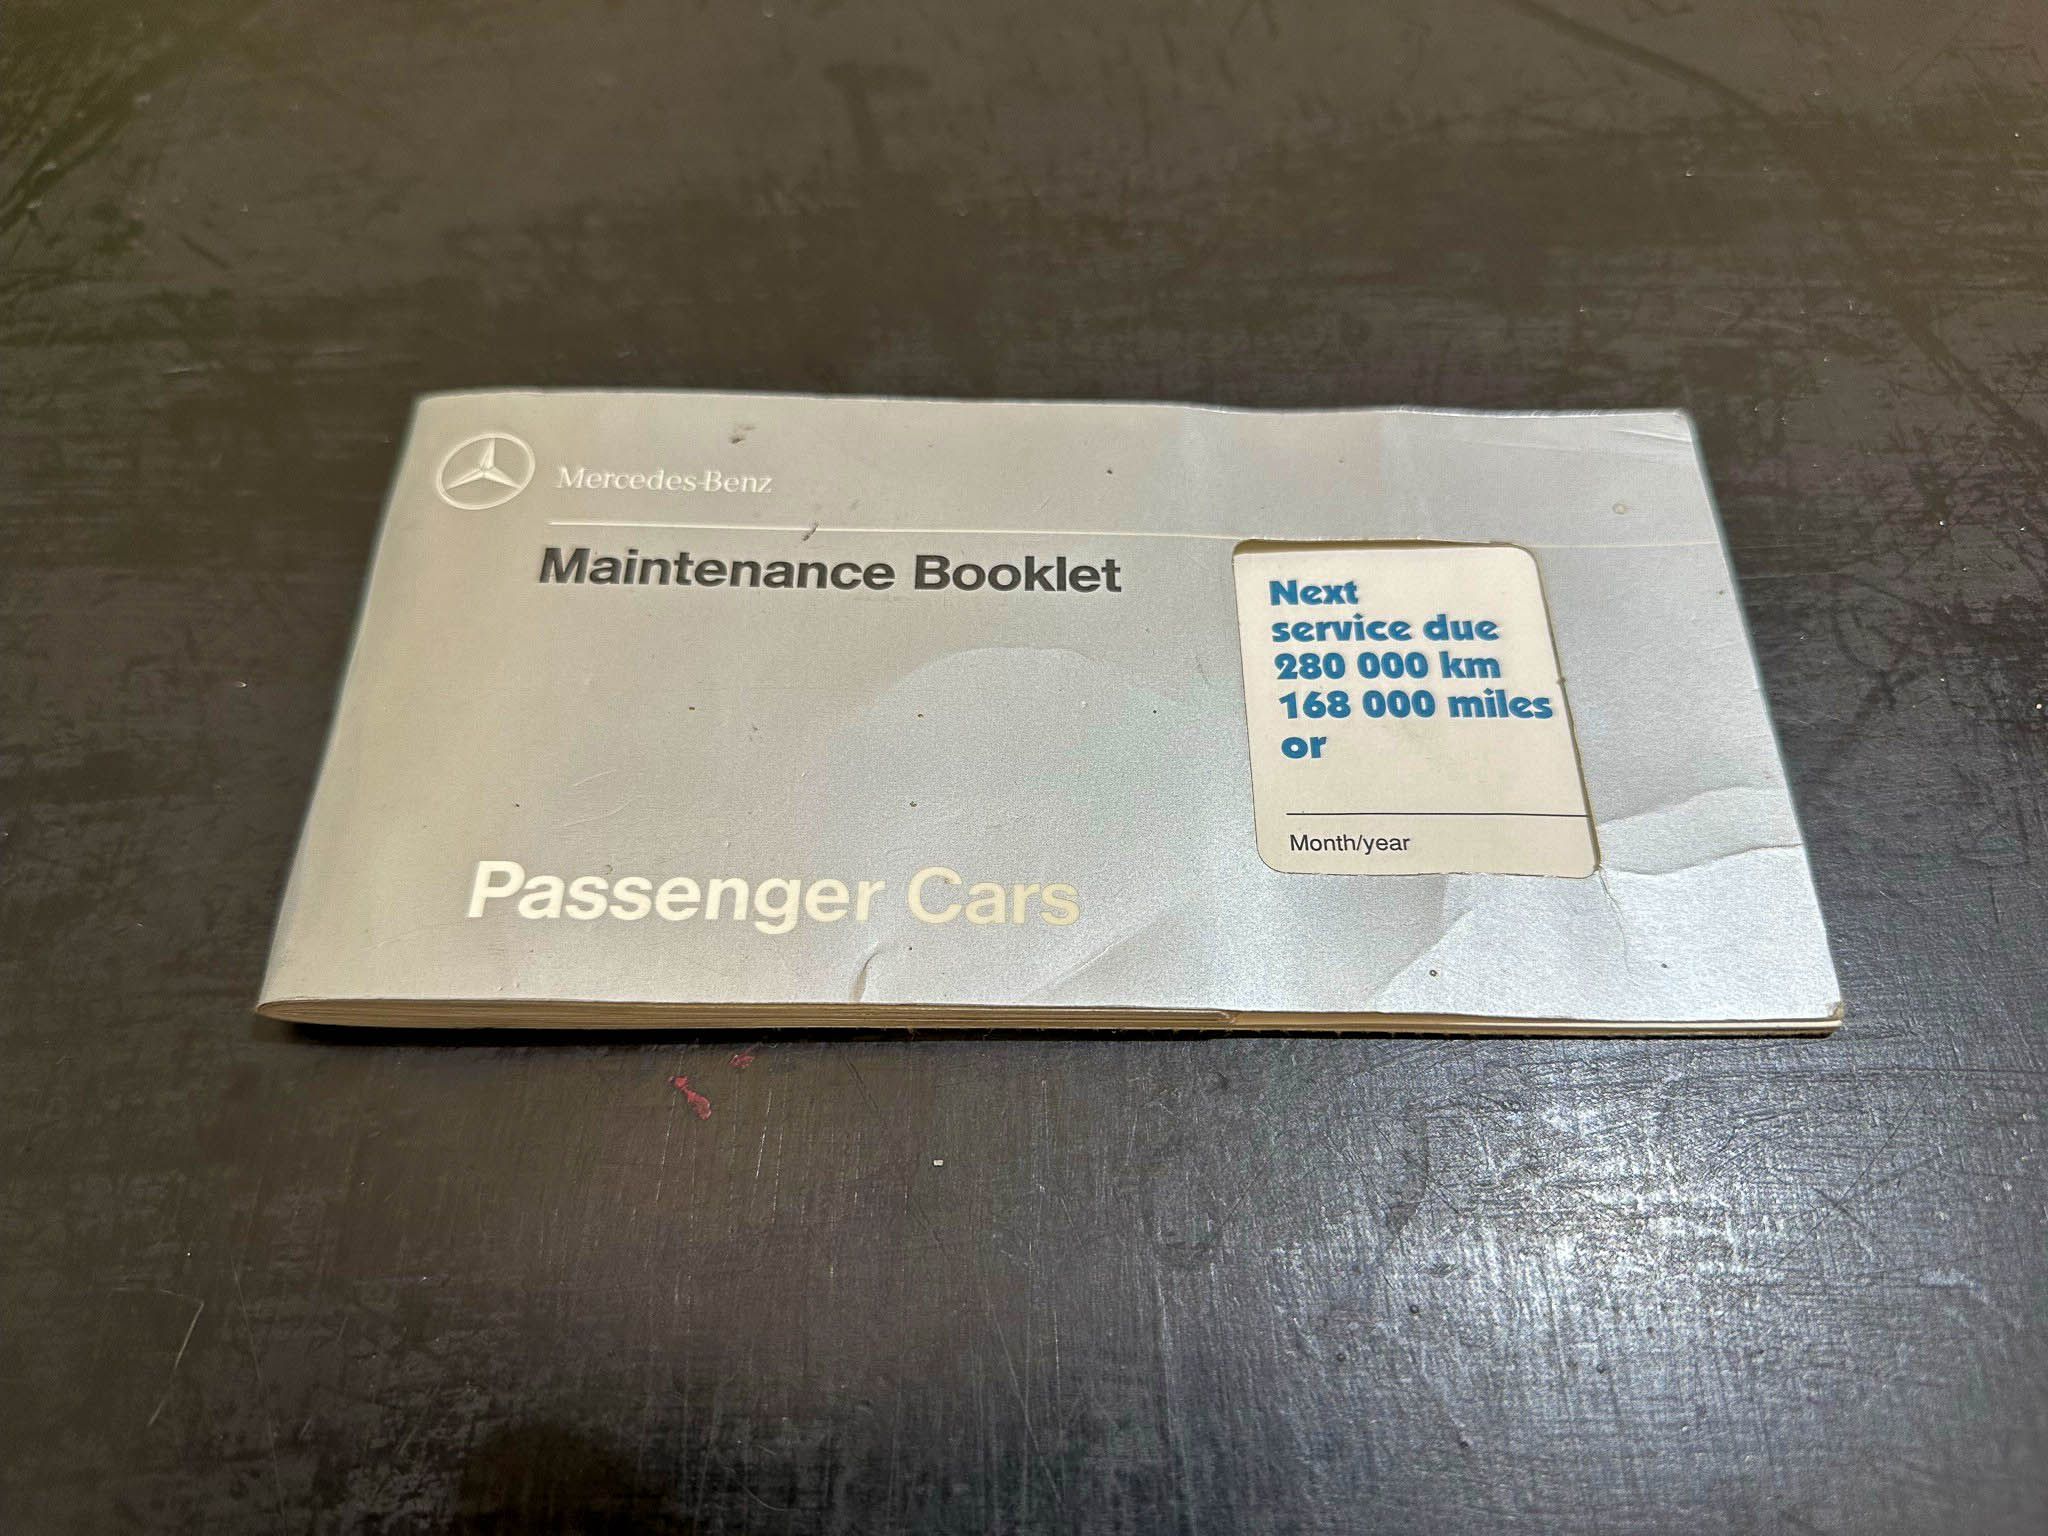 Mercedes-Benz
Maintenance Booklet
Next
service due
280 000 km
168 000 miles
or
Month/year
Passenger Cars